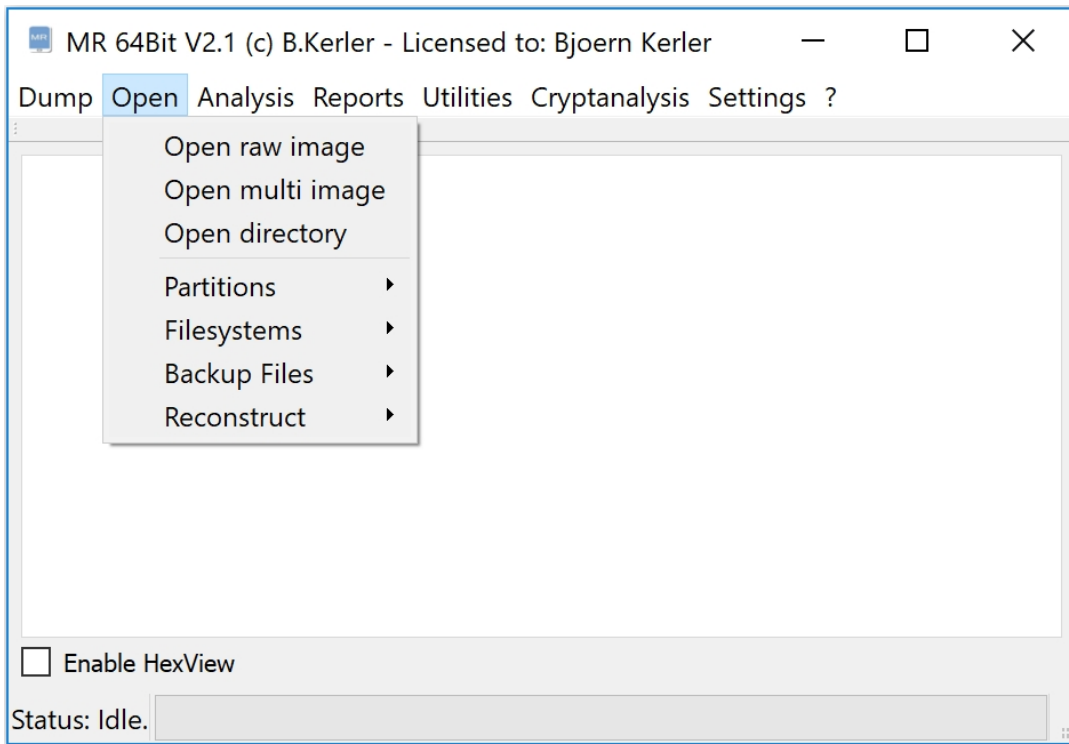 MR 64Bit V2.1 (c) B.Kerler - Licensed to: Bjoern Kerler
Dump Open Analysis Reports Utilities Cryptanalysis Settings ?
Open raw image
Open multi image
Open directory
Partitions
Filesystems
Backup Files
Reconstruct
Enable HexView
Status: Idle.